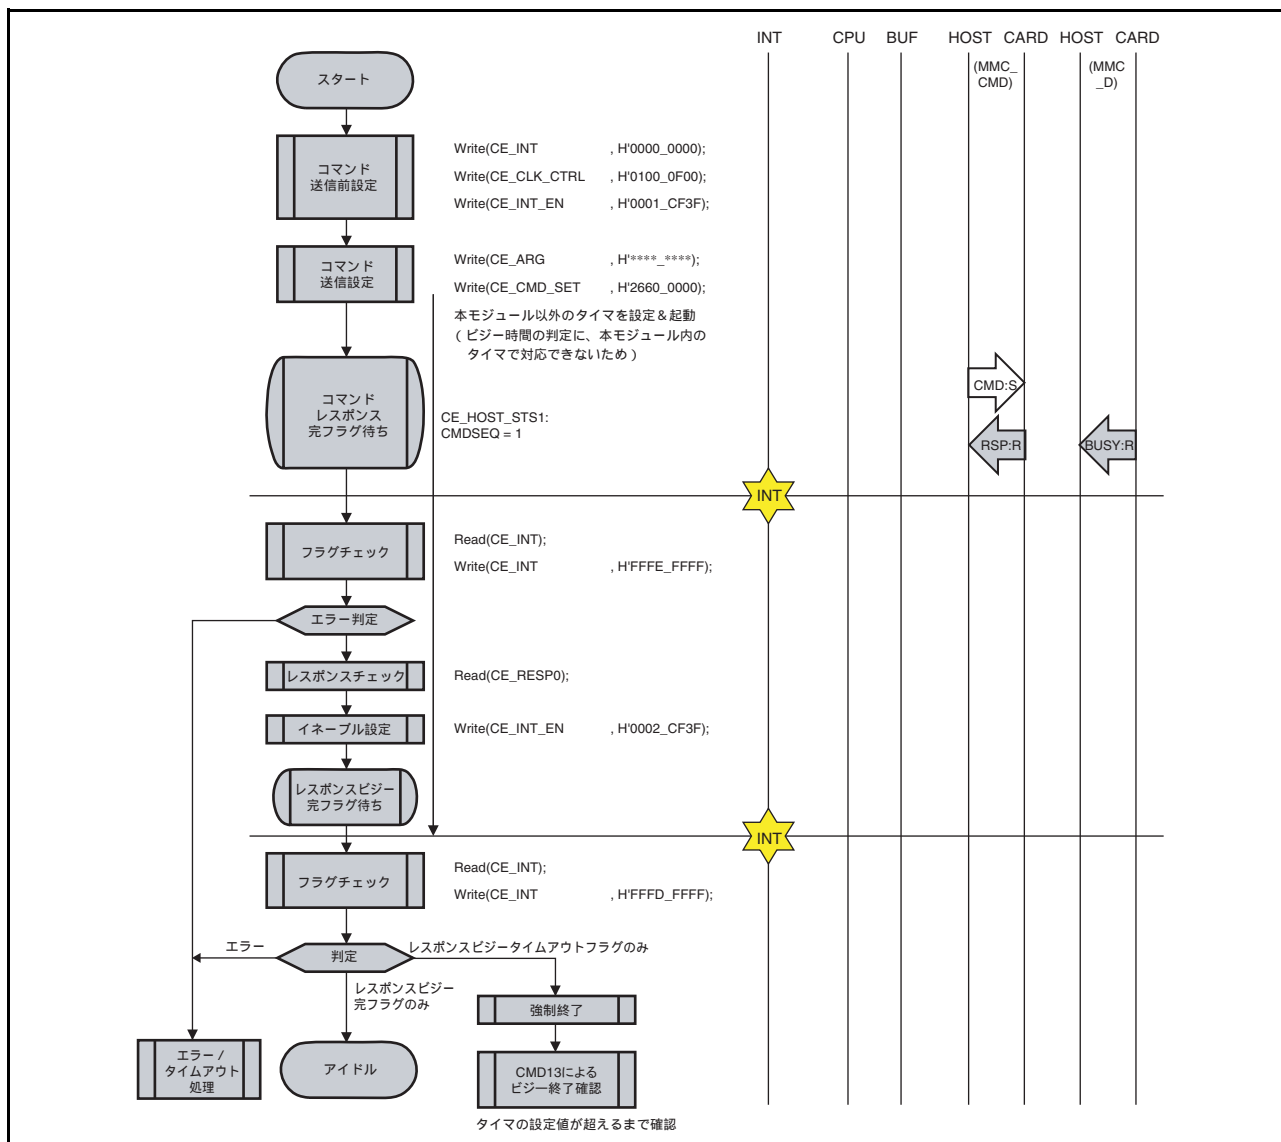 INT CPU BUF HOST CARD HOST CARD
(MMC_
CMD)
(MMC
_D)
スタート
コマンド
送信前設定
Write(CE_INT , H'0000_0000);
Write(CE_CLK_CTRL , H'0100_0F00);
Write(CE_INT_EN , H'0001_CF3F);
コマンド
送信設定
Write(CE_ARG , H'****_****);
Write(CE_CMD_SET , H'2660_0000);
本モジュール以外のタイマを設定＆起動
( ビジー時間の判定に、本モジュール内の
タイマで対応できないため )
コマンド
レスポンス
完フラグ待ち
CE_HOST_STS1:
CMDSEQ = 1
CMD:S
RSP:R
BUSY:R
INT
フラグチェック
Read(CE_INT);
Write(CE_INT , H'FFFE_FFFF);
エラー判定
レスポンスチェック
Read(CE_RESP0);
イネーブル設定
Write(CE_INT_EN , H'0002_CF3F);
レスポンスビジー
完フラグ待ち
INT
フラグチェック
Read(CE_INT);
Write(CE_INT , H'FFFD_FFFF);
エラー
判定
レスポンスビジータイムアウトフラグのみ
レスポンスビジー
完フラグのみ
強制終了
エラー /
タイムアウト
処理
アイドル
CMD13による
ビジー終了確認
タイマの設定値が超えるまで確認